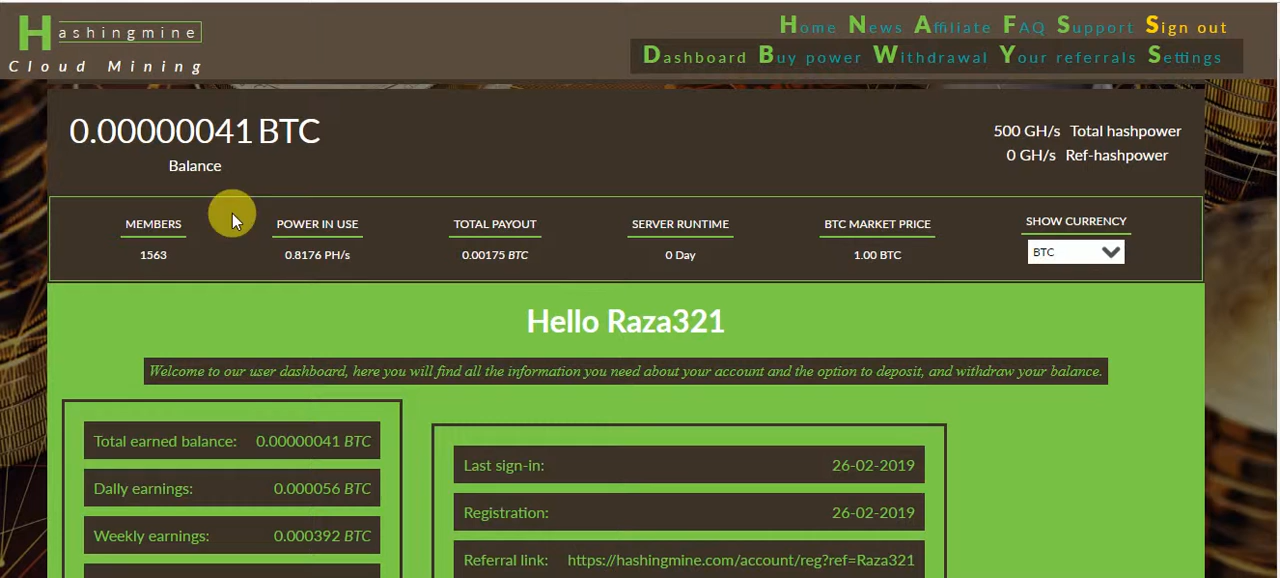 Hashingmine
Cloud Mining
Home News Affiliate FAQ Support Sign out
Dashboard Buy power Withdrawal Your referrals Settings
0.00000041 BTC
Balance
500 GH/s Total hashpower
0 GH/s Ref-hashpower
MEMBERS POWER IN USE TOTAL PAYOUT SERVER RUNTIME BTC MARKET PRICE SHOW CURRENCY
1563 0.8176 PH/s 0.00175 BTC 0 Day 1.00 BTC BTC
Hello Raza321
Welcome to our user dashboard, here you will find all the information you need about your account and the option to deposit, and withdraw your balance.
Total earned balance: 0.00000041 BTC
Dally earnings: 0.000056 BTC
Weekly earnings: 0.000392 BTC
Last sign-in: 26-02-2019
Registration: 26-02-2019
Referral link: https://hashingmine.com/account/reg?ref=Raza321